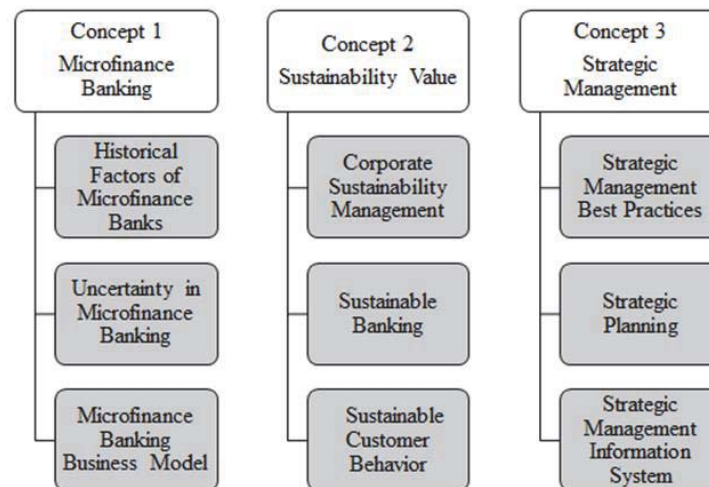 Concept 1
Microfinance
Banking
Historical
Factors of
Microfinance
Banks
Uncertainty in
Microfinance
Banking
Microfinance
Banking
Business Model
Concept 2
Sustainability Value
Corporate
Sustainability
Management
Sustainable
Banking
Sustainable
Customer
Behavior
Concept 3
Strategic
Management
Strategic
Management
Best Practices
Strategic
Planning
Strategic
Management
Information
System